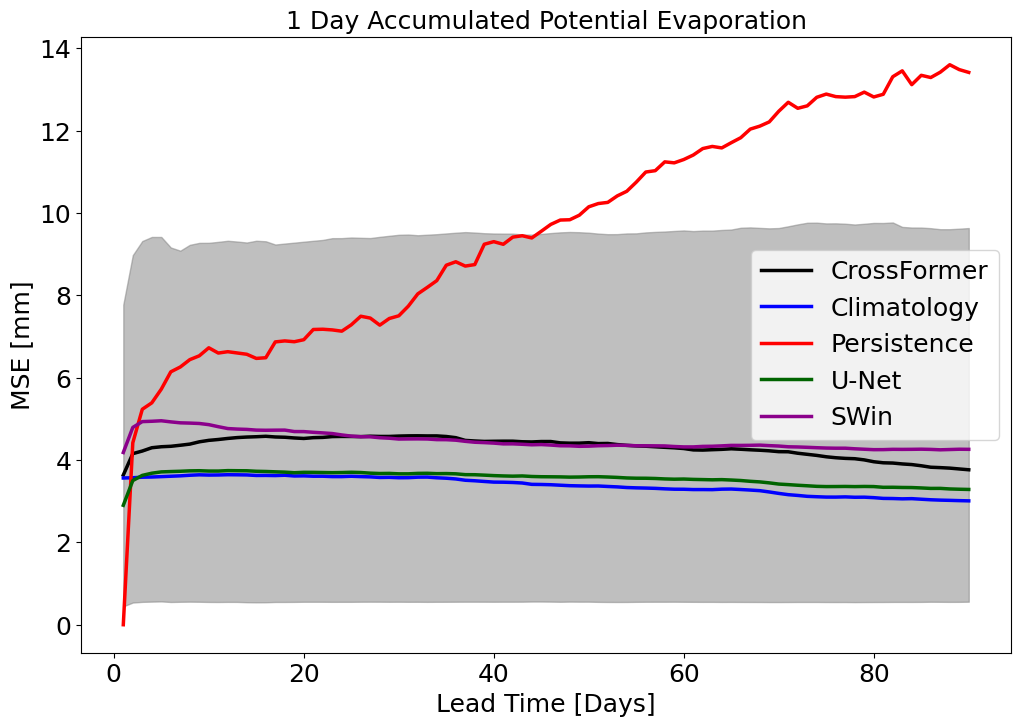 1 Day Accumulated Potential Evaporation
MSE [mm]
14
12
10
8
6
4
2
0
CrossFormer
Climatology
Persistence
U-Net
SWin
0 20 40 60 80
Lead Time [Days]